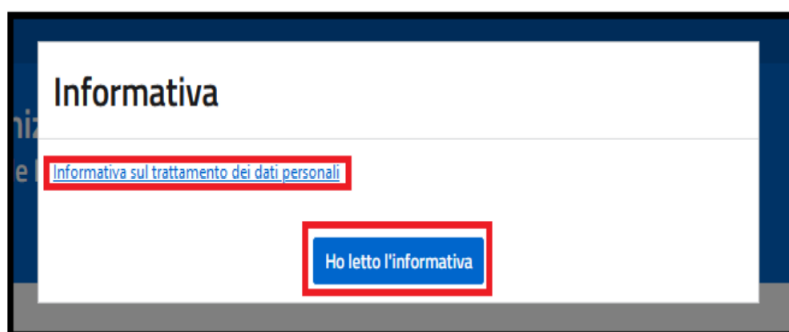 Informativa
Informativa sul trattamento dei dati personali
Ho letto l'informativa